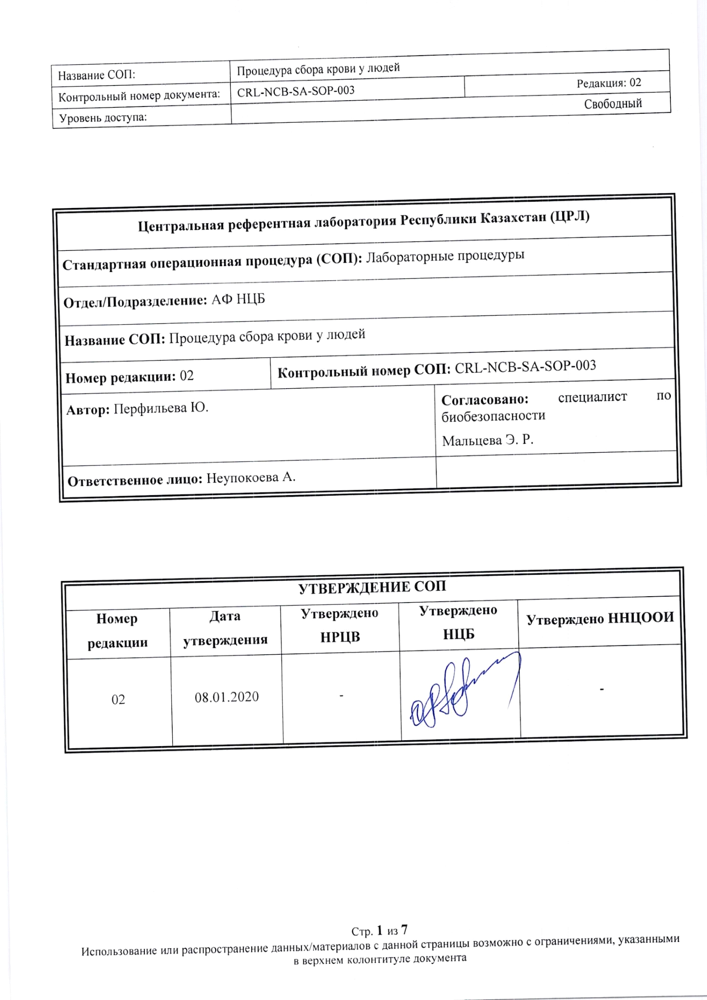 Название СОП: Процедура сбора крови у людей
Контрольный номер документа: CRL-NCB-SA-SOP-003 Редакция: 02
Уровень доступа: Свободный
Центральная референтная лаборатория Республики Казахстан (ЦРЛ)
Стандартная операционная процедура (СОП): Лабораторные процедуры
Отдел/Подразделение: АФ НЦБ
Название СОП: Процедура сбора крови у людей
Номер редакции: 02 Контрольный номер СОП: CRL-NCB-SA-SOP-003
Автор: Перфильева Ю.
Согласовано: специалист по
биобезопасности
Мальцева Э. Р.
Ответственное лицо: Неупокоева А.
УТВЕРЖДЕНИЕ СОП
Номер
редакции
Дата
утверждения
Утверждено
НРЦВ
Утверждено
НЦБ
Утверждено ННЦООИ
02 08.01.2020 - -
Стр. 1 из 7
Использование или распространение данных/материалов с данной страницы возможно с ограничениями, указанными
в верхнем колонтитуле документа